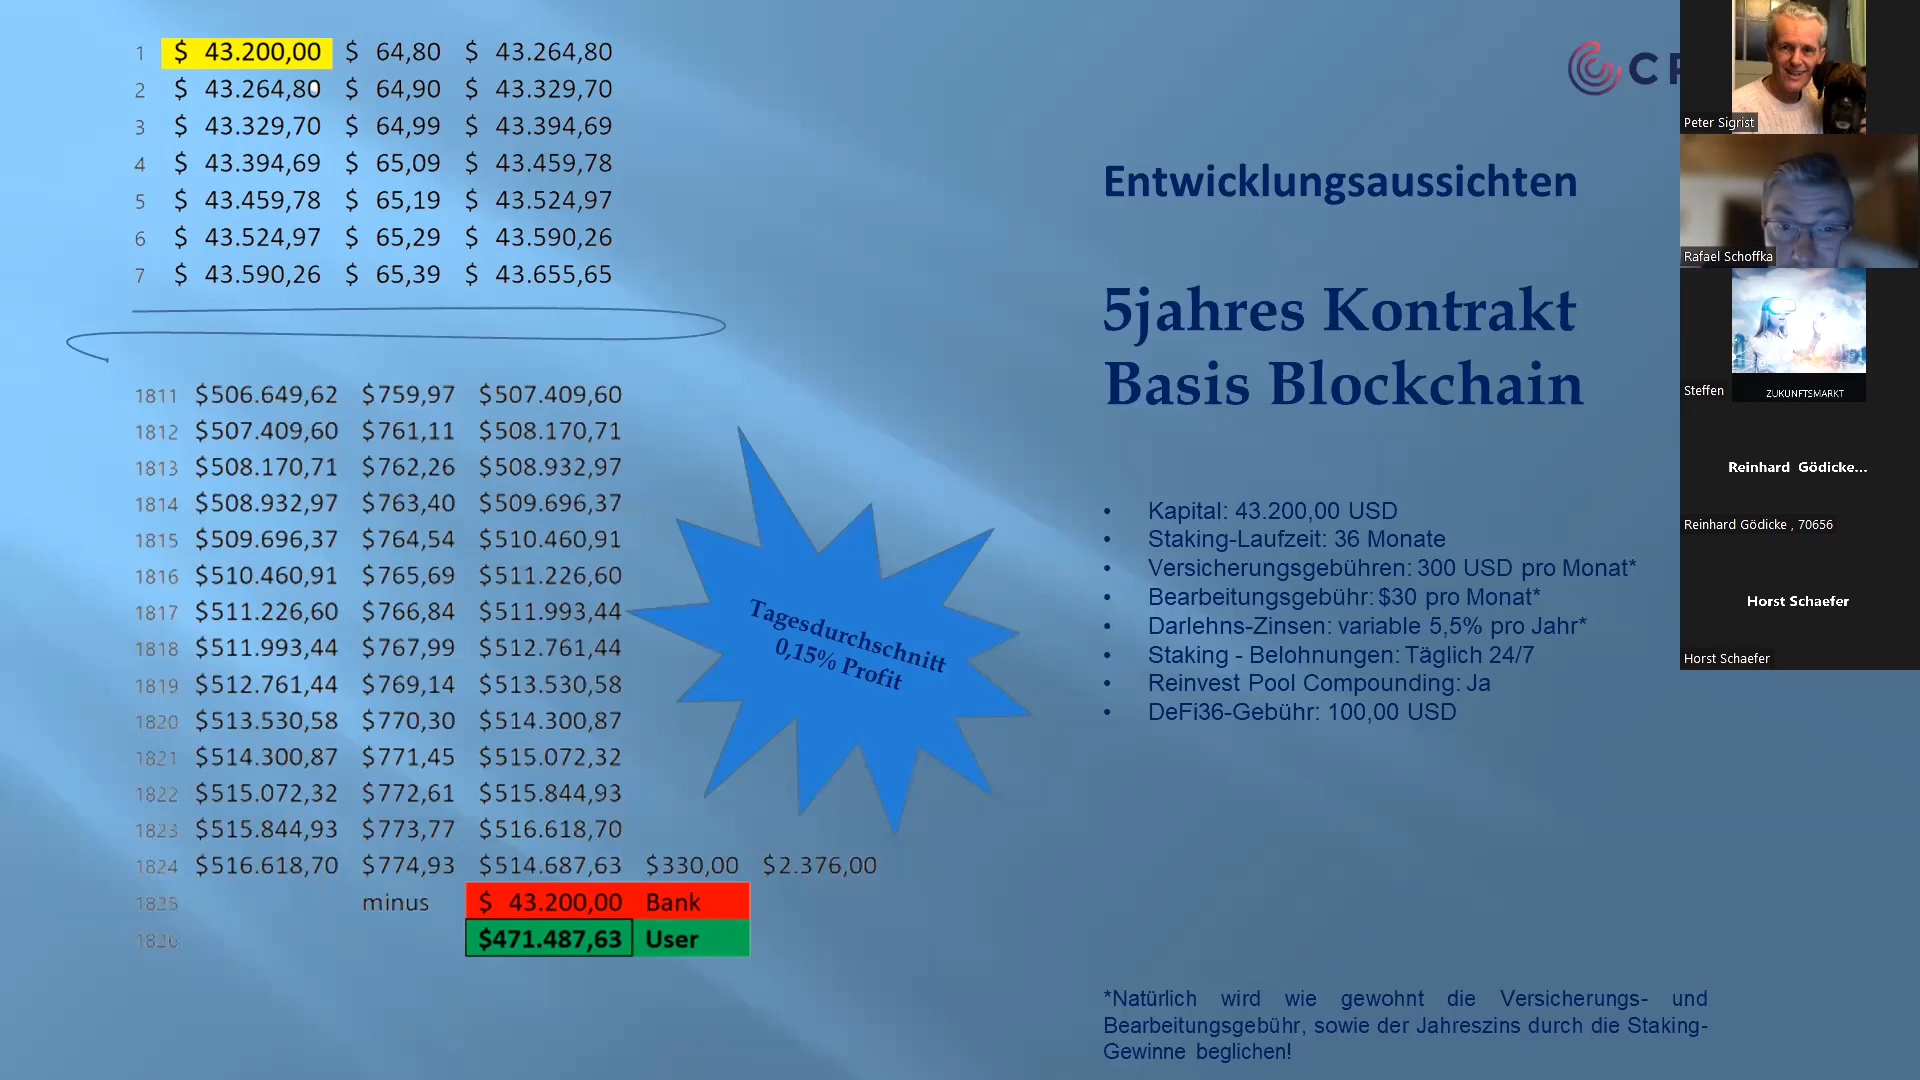 1 $ 43.200,00 $ 64,80 $ 43.264,80
2 $ 43.264,80 $ 64,90 $ 43.329,70
3 $ 43.329,70 $ 64,99 $ 43.394,69
4 $ 43.394,69 $ 65,09 $ 43.459,78
5 $ 43.459,78 $ 65,19 $ 43.524,97
6 $ 43.524,97 $ 65,29 $ 43.590,26
7 $ 43.590,26 $ 65,39 $ 43.655,65
1811 $506.649,62 $759,97 $507.409,60
1812 $507.409,60 $761,11 $508.170,71
1813 $508.170,71 $762,26 $508.932,97
1814 $508.932,97 $763,40 $509.696,37
1815 $509.696,37 $764,54 $510.460,91
1816 $510.460,91 $765,69 $511.226,60
1817 $511.226,60 $766,84 $511.993,44
1818 $511.993,44 $767,99 $512.761,44
1819 $512.761,44 $769,14 $513.530,58
1820 $513.530,58 $770,30 $514.300,87
1821 $514.300,87 $771,45 $515.072,32
1822 $515.072,32 $772,61 $515.844,93
1823 $515.844,93 $773,77 $516.618,70
1824 $516.618,70 $774,93 $514.687,63 $330,00 $2.376,00
1825 minus $ 43.200,00 Bank
1826 $471.487,63 User
Tagesdurchschnitt
0,15% Profit
Entwicklungsaussichten
5jahres Kontrakt
Basis Blockchain
• Kapital: 43.200,00 USD
• Staking-Laufzeit: 36 Monate
• Versicherungsgebühren: 300 USD pro Monat*
• Bearbeitungsgebühr: $30 pro Monat*
• Darlehns-Zinsen: variable 5,5% pro Jahr*
• Staking - Belohnungen: Täglich 24/7
• Reinvest Pool Compounding: Ja
• DeFi36-Gebühr: 100,00 USD
*Natürlich wird wie gewohnt die Versicherungs- und
Bearbeitungsgebühr, sowie der Jahreszins durch die Staking-
Gewinne beglichen!
Peter Sigrist
Rafael Schoffka
Steffen
ZUKUNFTSMARKT
Reinhard Gödicke...
Reinhard Gödicke , 70656
Horst Schaefer
Horst Schaefer